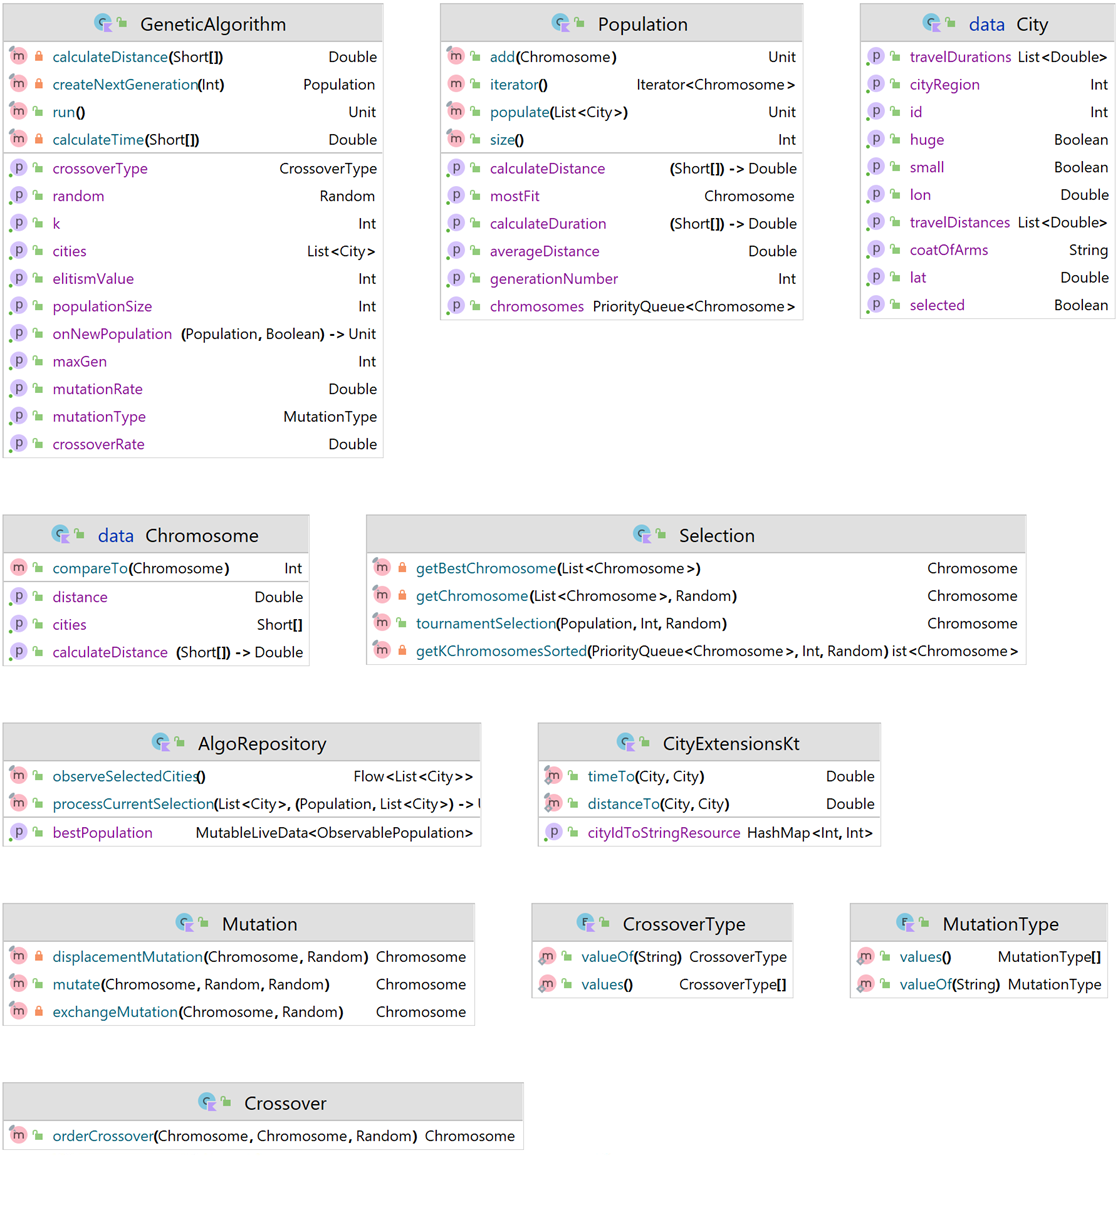 GeneticAlgorithm
calculateDistance(Short[]) Double
createNextGeneration(Int) Population
run() Unit
calculateTime(Short[]) Double
crossoverType CrossoverType
random Random
k Int
cities List<City>
elitismValue Int
populationSize Int
onNewPopulation (Population, Boolean) -> Unit
maxGen Int
mutationRate Double
mutationType MutationType
crossoverRate Double
Population
add(Chromosome) Unit
iterator() Iterator<Chromosome>
populate(List<City>) Unit
size() Int
calculateDistance (Short[]) -> Double
mostFit Chromosome
calculateDuration (Short[]) -> Double
averageDistance Double
generationNumber Int
chromosomes PriorityQueue<Chromosome>
data City
travelDurations List<Double>
cityRegion Int
id Int
huge Boolean
small Boolean
lon Double
travelDistances List<Double>
coatOfArms String
lat Double
selected Boolean
data Chromosome
compareTo(Chromosome) Int
distance Double
cities Short[]
calculateDistance (Short[]) -> Double
Selection
getBestChromosome(List<Chromosome>) Chromosome
getChromosome(List<Chromosome>, Random) Chromosome
tournamentSelection(Population, Int, Random) Chromosome
getKChromosomesSorted(PriorityQueue<Chromosome>, Int, Random) ist<Chromosome>
AlgoRepository
observeSelectedCities() Flow<List<City>>
processCurrentSelection(List<City>, (Population, List<City>) ->
bestPopulation MutableLiveData<ObservablePopulation>
CityExtensionsKt
timeTo(City, City) Double
distanceTo(City, City) Double
cityIdToStringResource HashMap<Int, Int>
Mutation
displacementMutation(Chromosome, Random) Chromosome
mutate(Chromosome, Random, Random) Chromosome
exchangeMutation(Chromosome, Random) Chromosome
CrossoverType
valueOf(String) CrossoverType
values() CrossoverType[]
MutationType
values() MutationType[]
valueOf(String) MutationType
Crossover
orderCrossover(Chromosome, Chromosome, Random) Chromosome